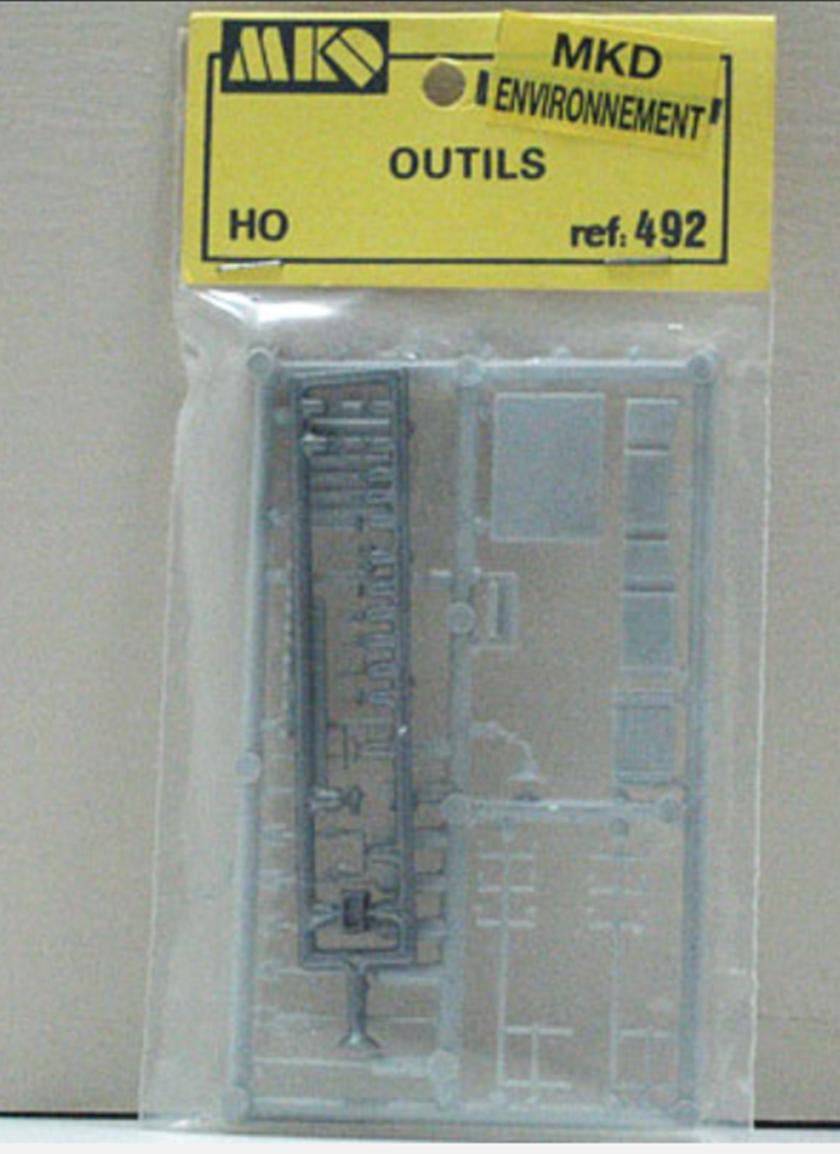 MKD
MKD
"ENVIRONNEMENT"
OUTILS
HO
ref: 492